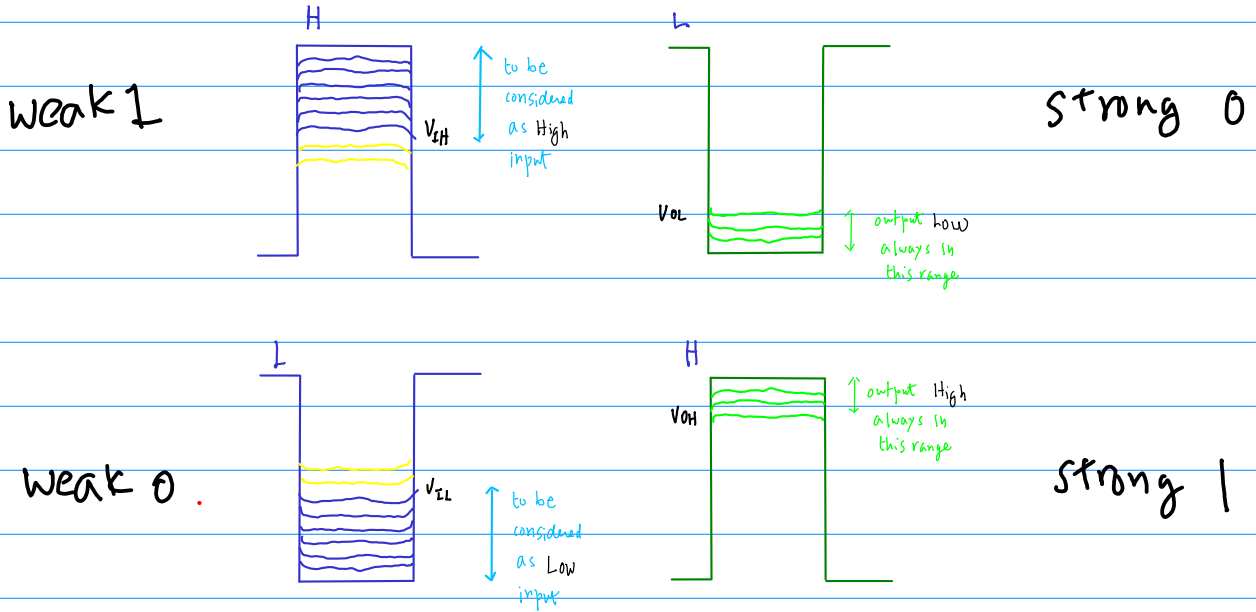 H
L
weak 1
to be
considered
as High
input
VIH
strong 0
VOL
output Low
always in
this range
L
H
weak 0 .
VIL
to be
considered
as Low
input
VOH
output High
always in
this range
strong 1